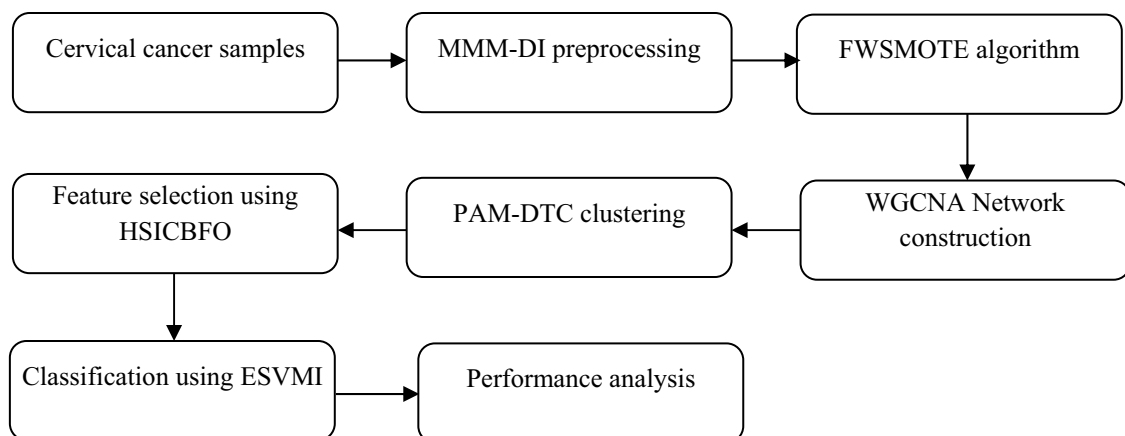 Cervical cancer samples
MMM-DI preprocessing
FWSMOTE algorithm
WGCNA Network
construction
PAM-DTC clustering
Feature selection using
HSICBFO
Classification using ESVMI
Performance analysis